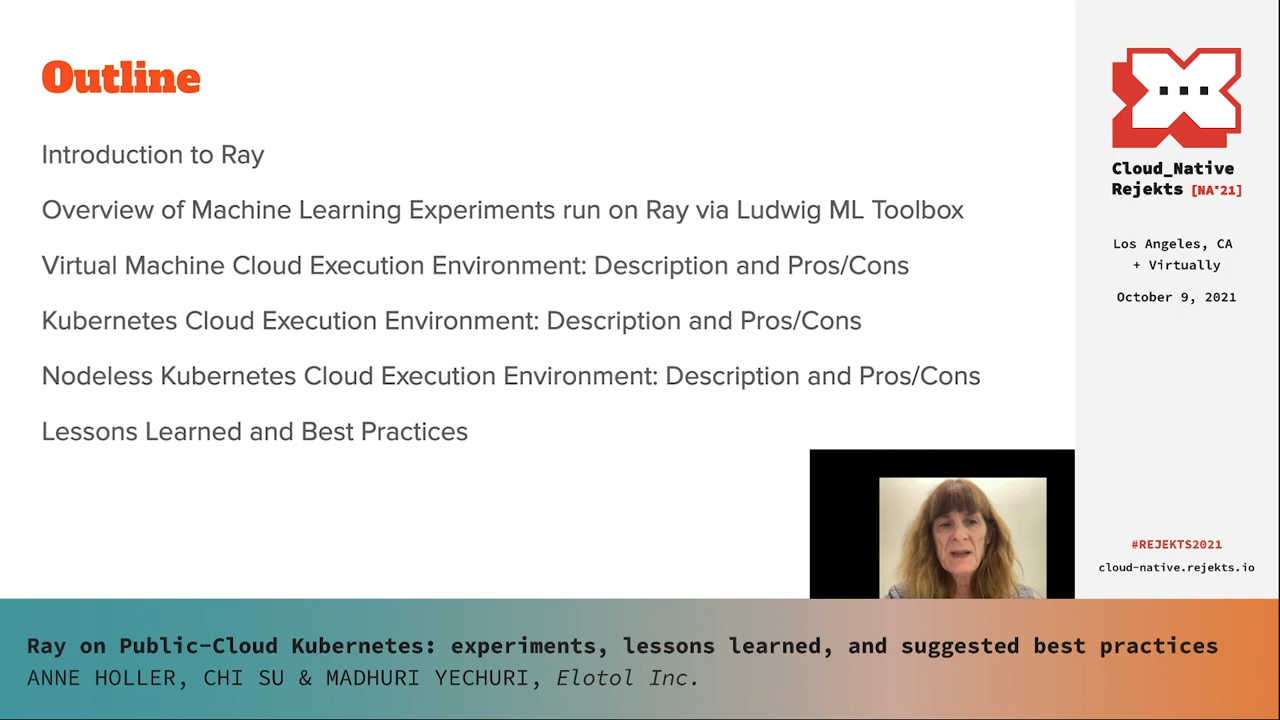 Outline
Introduction to Ray
Overview of Machine Learning Experiments run on Ray via Ludwig ML Toolbox
Virtual Machine Cloud Execution Environment: Description and Pros/Cons
Kubernetes Cloud Execution Environment: Description and Pros/Cons
Nodeless Kubernetes Cloud Execution Environment: Description and Pros/Cons
Lessons Learned and Best Practices
Cloud_Native
Rejekts [NA'21]
Los Angeles, CA
+ Virtually
October 9, 2021
#REJEKTS2021
cloud-native.rejekts.io
Ray on Public-Cloud Kubernetes: experiments, lessons learned, and suggested best practices
ANNE HOLLER, CHI SU & MADHURI YECHURI, Elotol Inc.